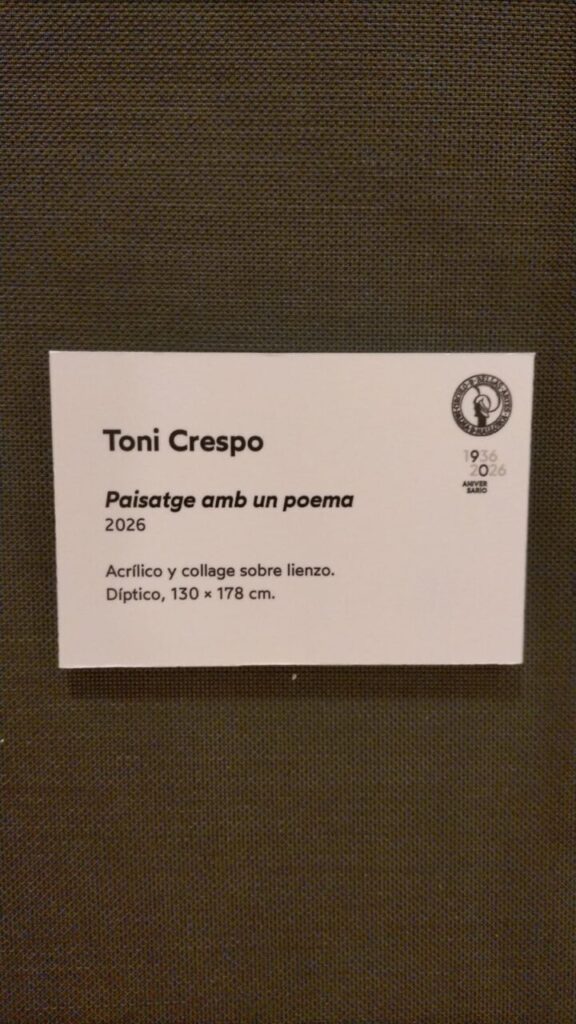 Toni Crespo
Paisatge amb un poema
2026
Acrílico y collage sobre lienzo.
Díptico, 130 × 178 cm.
1936
90
2026
ANIVER
SARIO